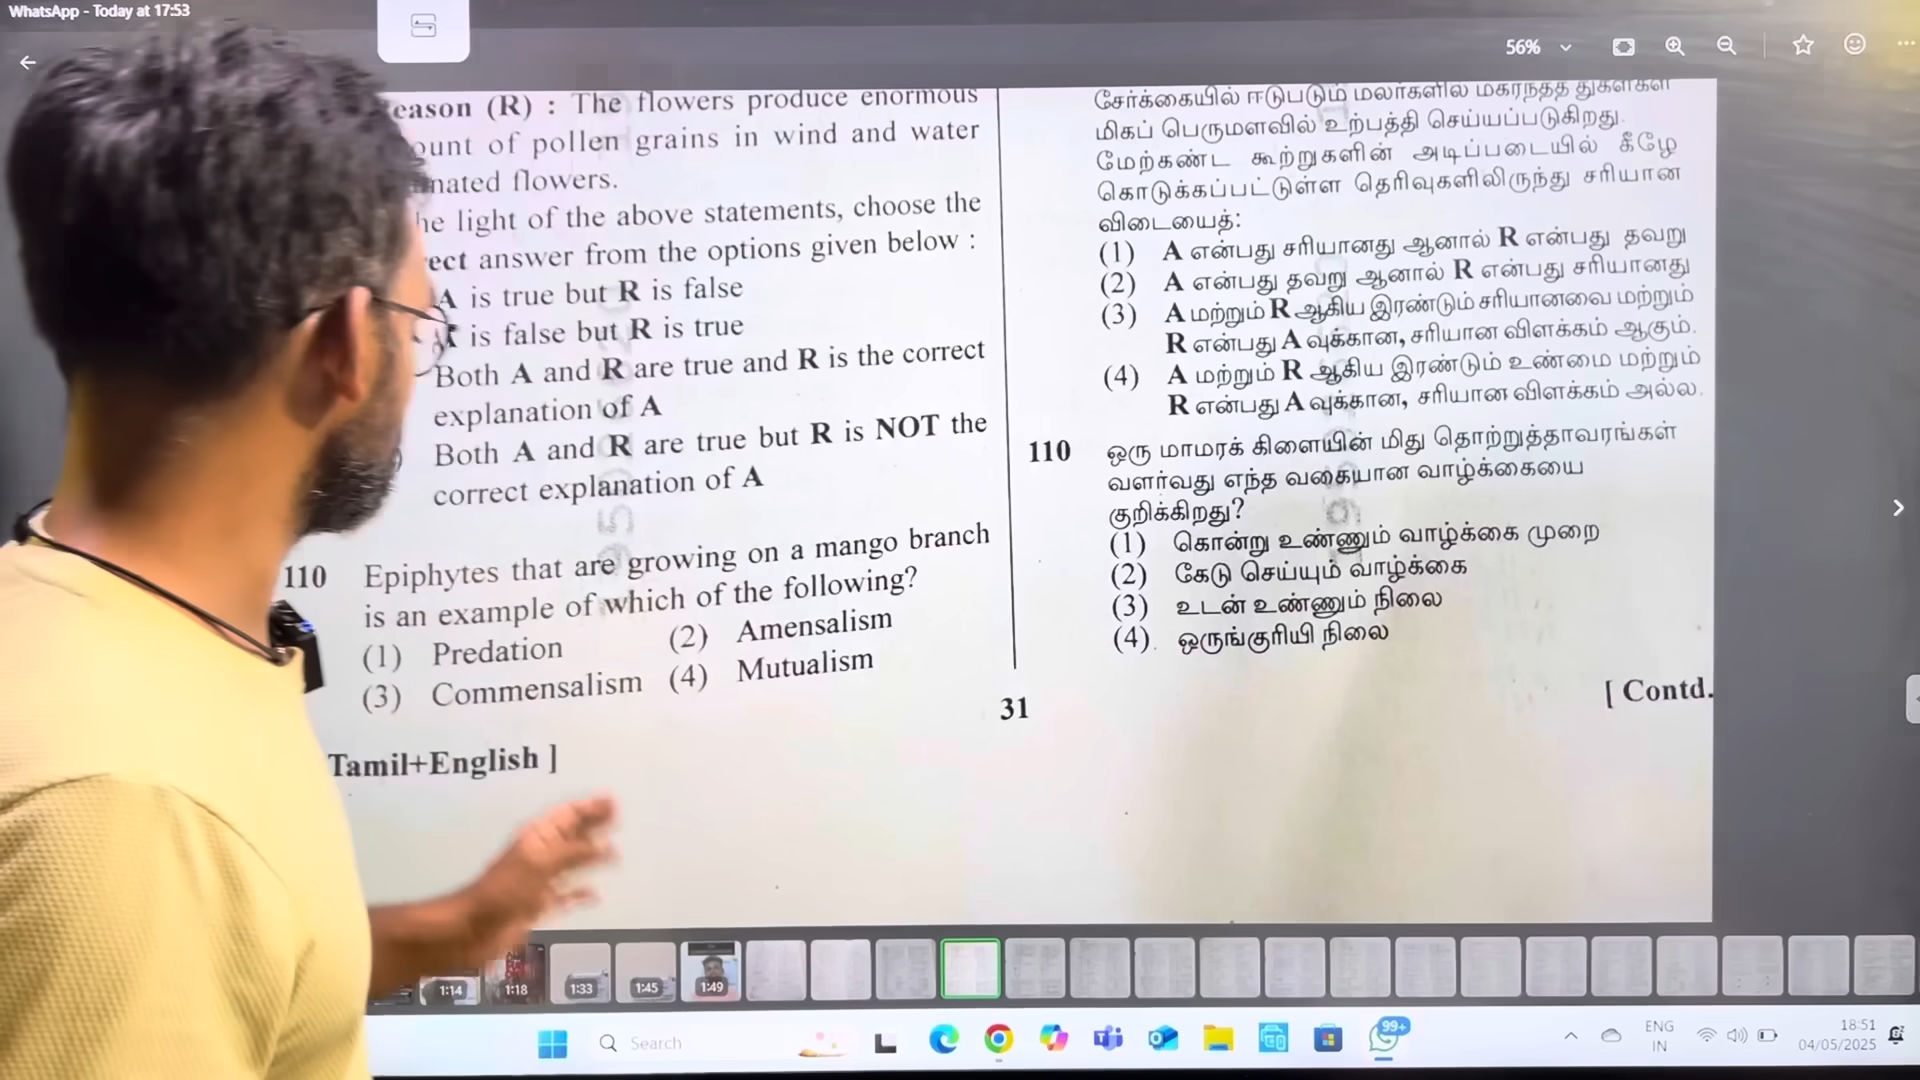 WhatsApp - Today at 17:53
56%
eason (R) : The flowers produce enormous
ount of pollen grains in wind and water
nated flowers.
he light of the above statements, choose the
ect answer from the options given below :
A is true but R is false
is false but R is true
Both A and R are true and R is the correct
explanation of A
Both A and R are true but R is NOT the
correct explanation of A
110 Epiphytes that are growing on a mango branch
is an example of which of the following?
(1) Predation (2) Amensalism
(3) Commensalism (4) Mutualism
Tamil+English ]
31
சேர்க்கையில் ஈடுபடும் மலர்களில் மகரந்தத் துகள்கள்
மிகப் பெருமளவில் உற்பத்தி செய்யப்படுகிறது.
மேற்கண்ட கூற்றுகளின் அடிப்படையில் கீழே
கொடுக்கப்பட்டுள்ள தெரிவுகளிலிருந்து சரியான
விடையைத்:
(1) A என்பது சரியானது ஆனால் R என்பது தவறு
(2) A என்பது தவறு ஆனால் R என்பது சரியானது
(3) A மற்றும் R ஆகிய இரண்டும் சரியானவை மற்றும்
R என்பது A வுக்கான, சரியான விளக்கம் ஆகும்.
(4) A மற்றும் R ஆகிய இரண்டும் உண்மை மற்றும்
R என்பது A வுக்கான, சரியான விளக்கம் அல்ல.
110 ஒரு மாமரக் கிளையின் மிது தொற்றுத்தாவரங்கள்
வளர்வது எந்த வகையான வாழ்க்கையை
குறிக்கிறது?
(1) கொன்று உண்ணும் வாழ்க்கை முறை
(2) கேடு செய்யும் வாழ்க்கை
(3) உடன் உண்ணும் நிலை
(4). ஒருங்குரியி நிலை
[ Contd.
1:14 1:18 1:33 1:45 1:49
Search
99+
ENG
IN
18:51
04/05/2025